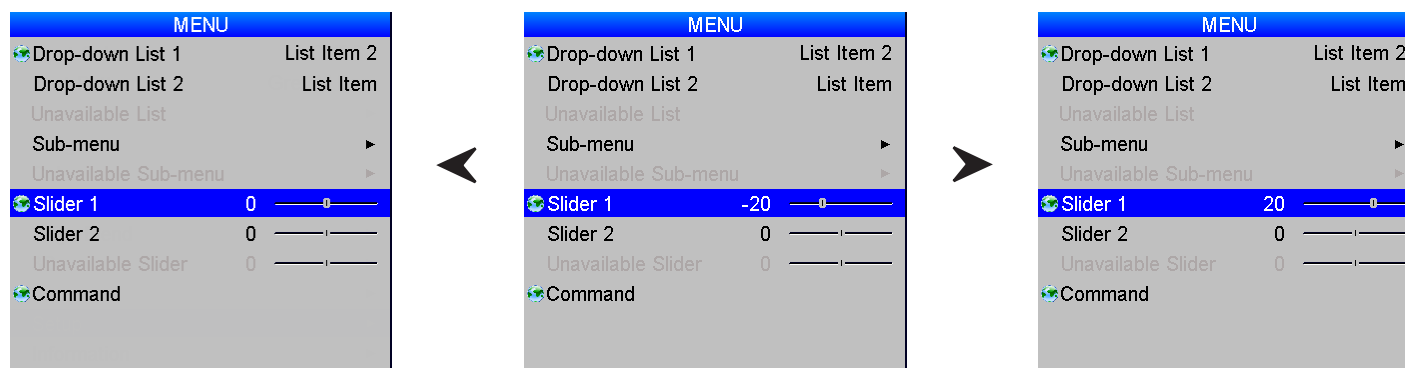 MENU
Drop-down List 1 List Item 2
Drop-down List 2 List Item
Unavailable List
Sub-menu
Unavailable Sub-menu
Slider 1 0
Slider 2 0
Unavailable Slider 0
Command
MENU
Drop-down List 1 List Item 2
Drop-down List 2 List Item
Unavailable List
Sub-menu
Unavailable Sub-menu
Slider 1 -20
Slider 2 0
Unavailable Slider 0
Command
MENU
Drop-down List 1 List Item 2
Drop-down List 2 List Item
Unavailable List
Sub-menu
Unavailable Sub-menu
Slider 1 20
Slider 2 0
Unavailable Slider 0
Command